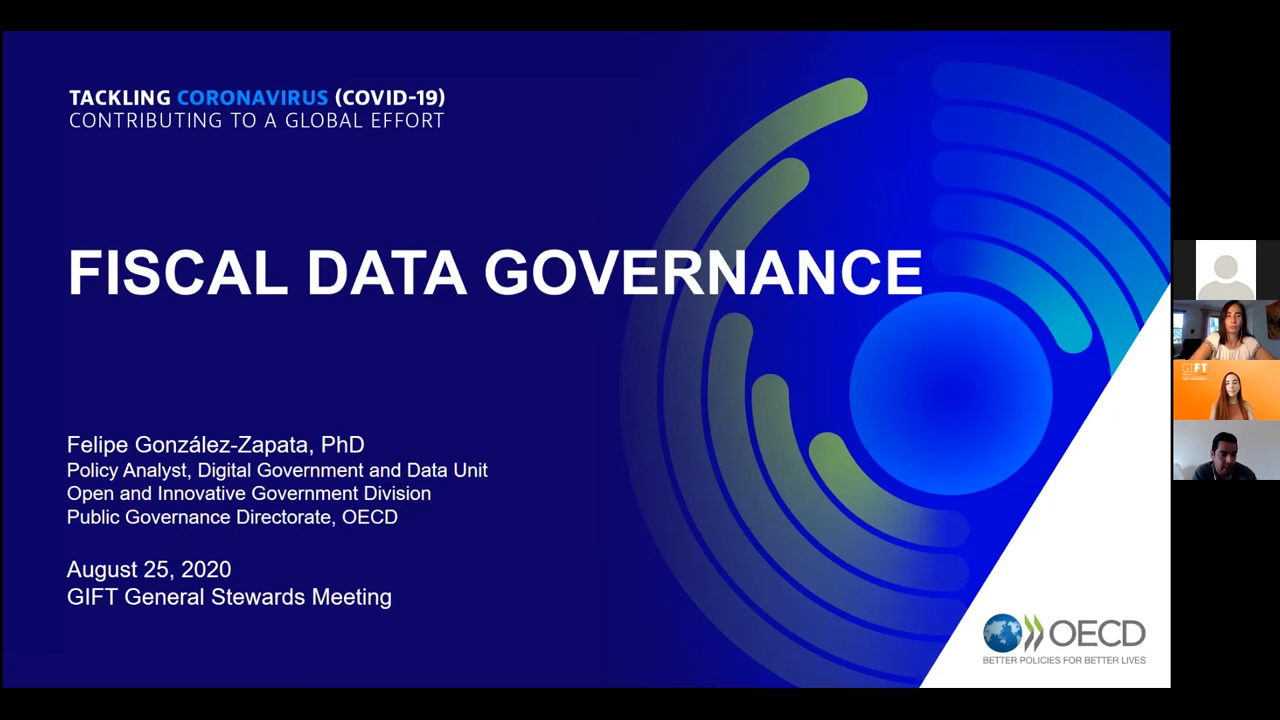 TACKLING CORONAVIRUS (COVID-19)
CONTRIBUTING TO A GLOBAL EFFORT
FISCAL DATA GOVERNANCE
Felipe González-Zapata, PhD
Policy Analyst, Digital Government and Data Unit
Open and Innovative Government Division
Public Governance Directorate, OECD
August 25, 2020
GIFT General Stewards Meeting
OECD
BETTER POLICIES FOR BETTER LIVES
GIFT